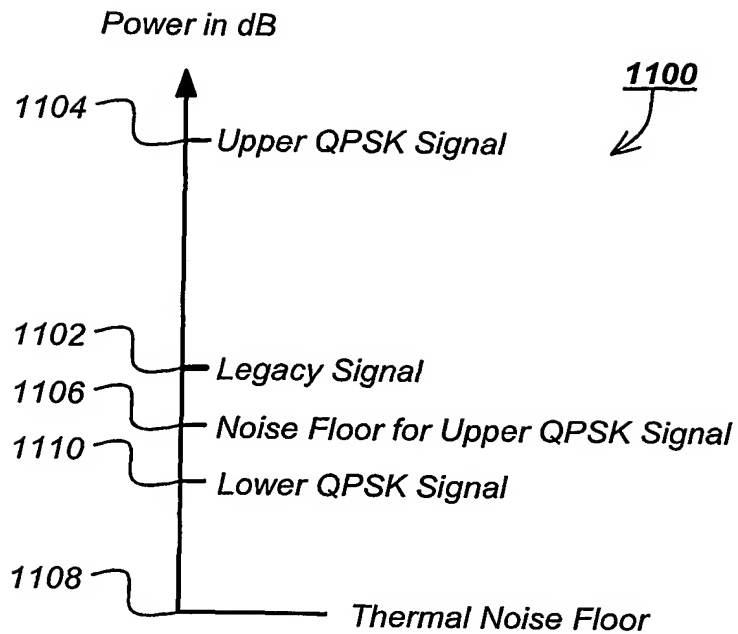 Power in dB
1100
1104
Upper QPSK Signal
1102
Legacy Signal
1106
Noise Floor for Upper QPSK Signal
1110
Lower QPSK Signal
1108
Thermal Noise Floor